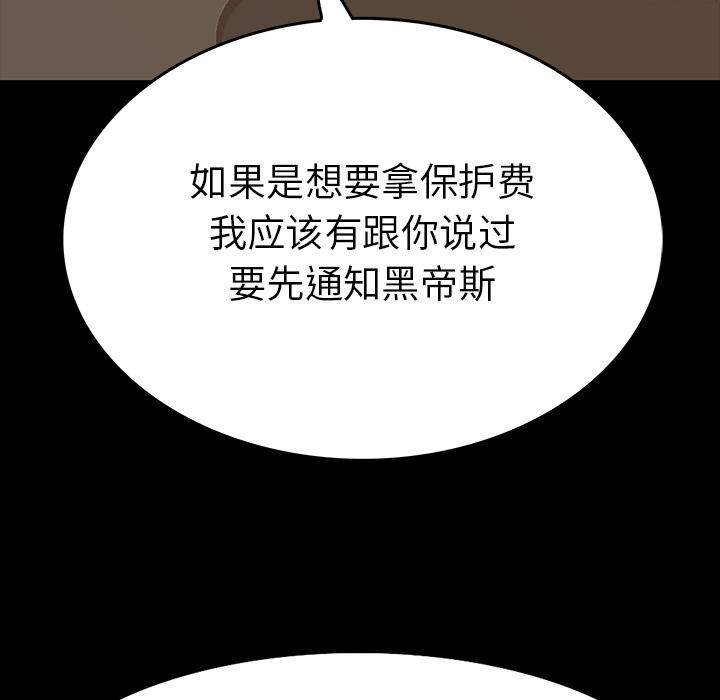 如果是想要拿保护费
我应该有跟你说过
要先通知黑帝斯